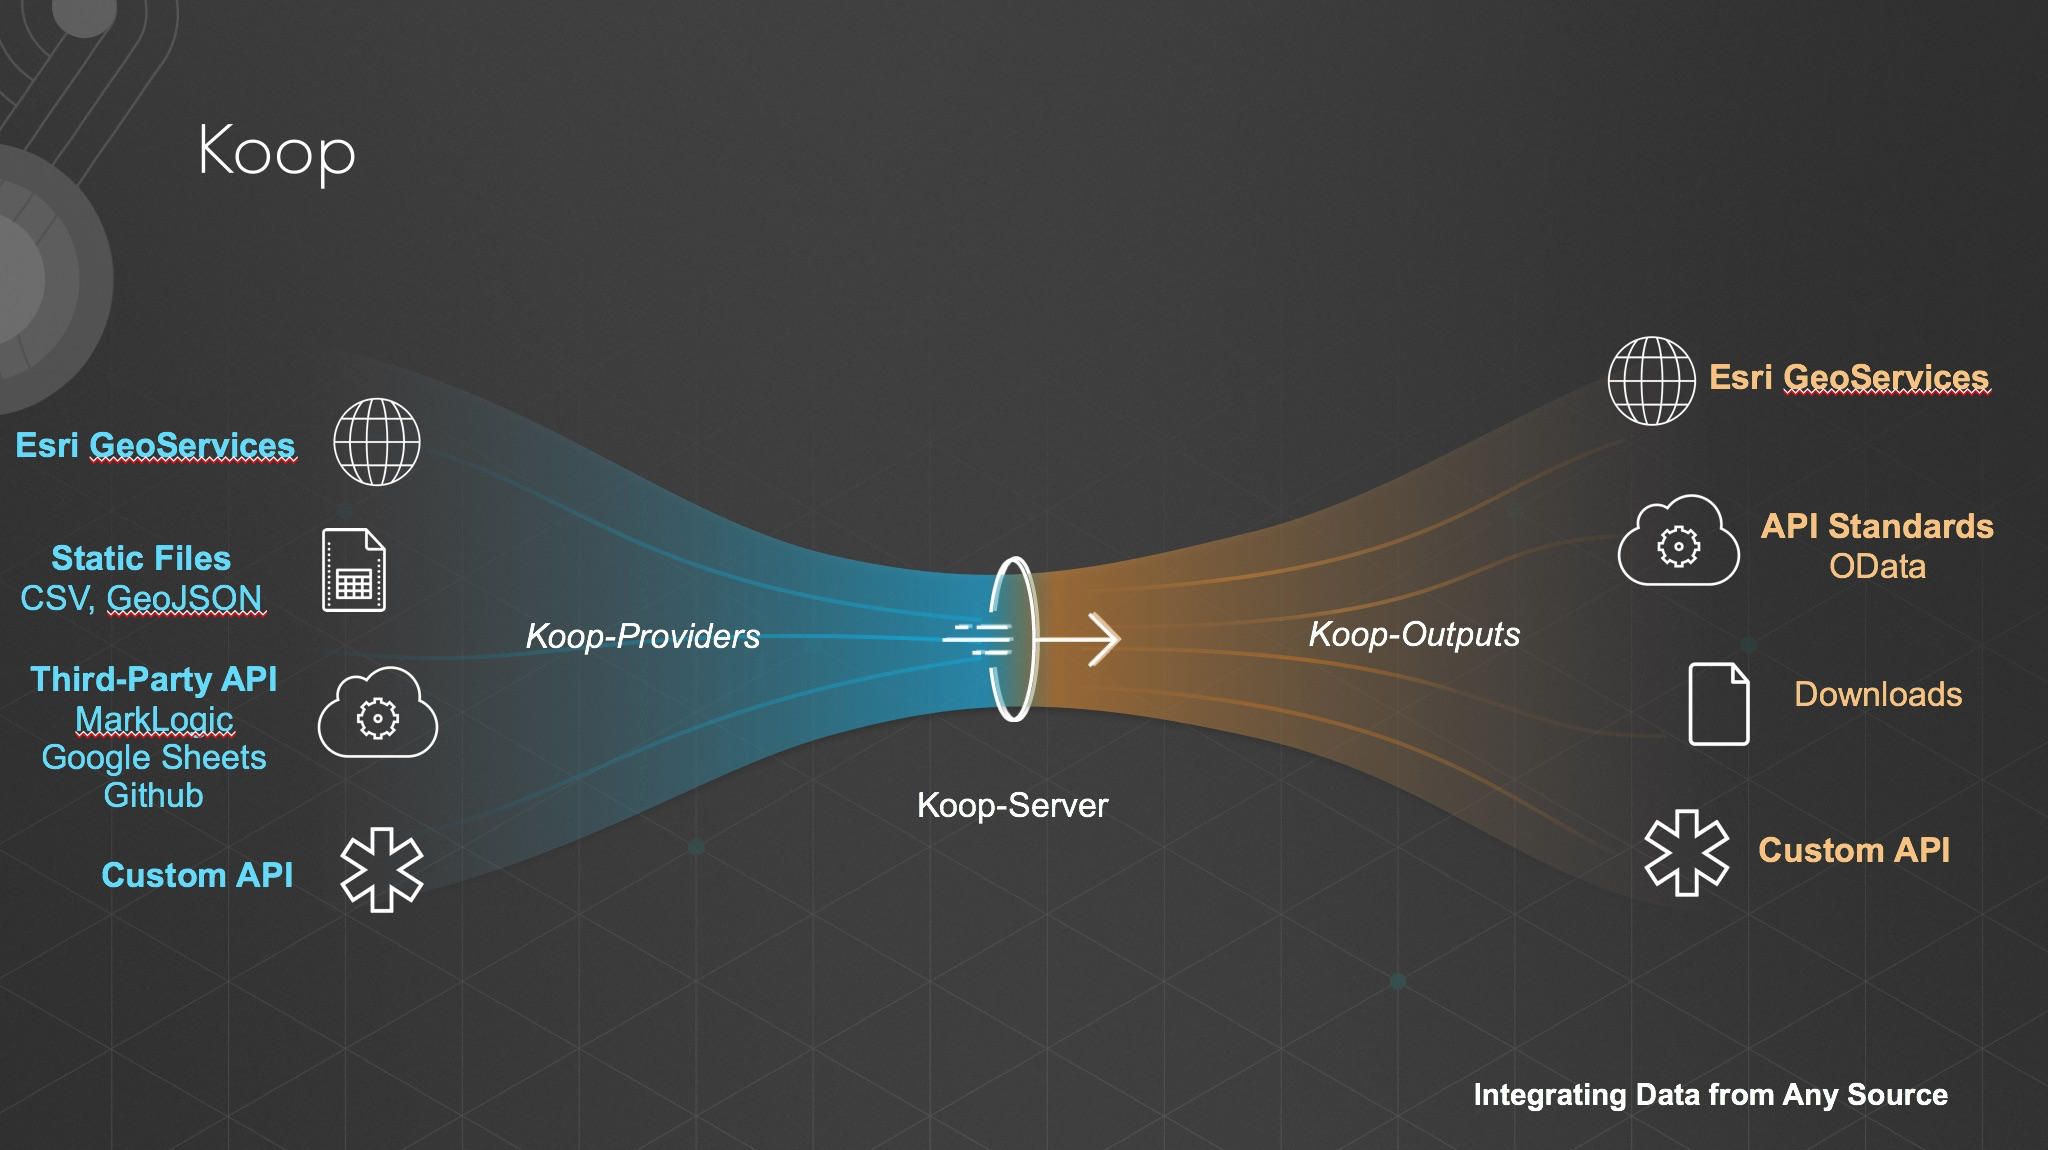 Koop
Esri GeoServices
Static Files
CSV, GeoJSON
Third-Party API
MarkLogic
Google Sheets
Github
Custom API
Koop-Providers
Koop-Server
Koop-Outputs
Esri GeoServices
API Standards
OData
Downloads
Custom API
Integrating Data from Any Source